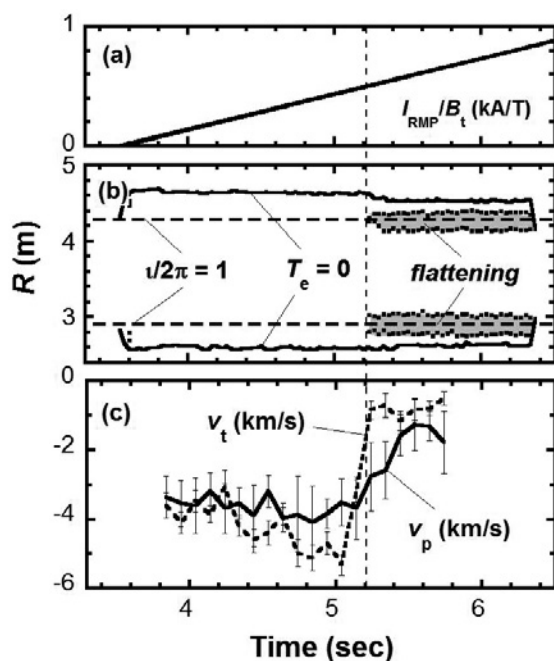 1
(a)
I_RMP/B_t (kA/T)
0
5
(b)
4
ι/2π = 1
T_e = 0
flattening
R (m)
3
0
(c)
v_t (km/s)
-2
-4
v_p (km/s)
-6
4 5 6
Time (sec)